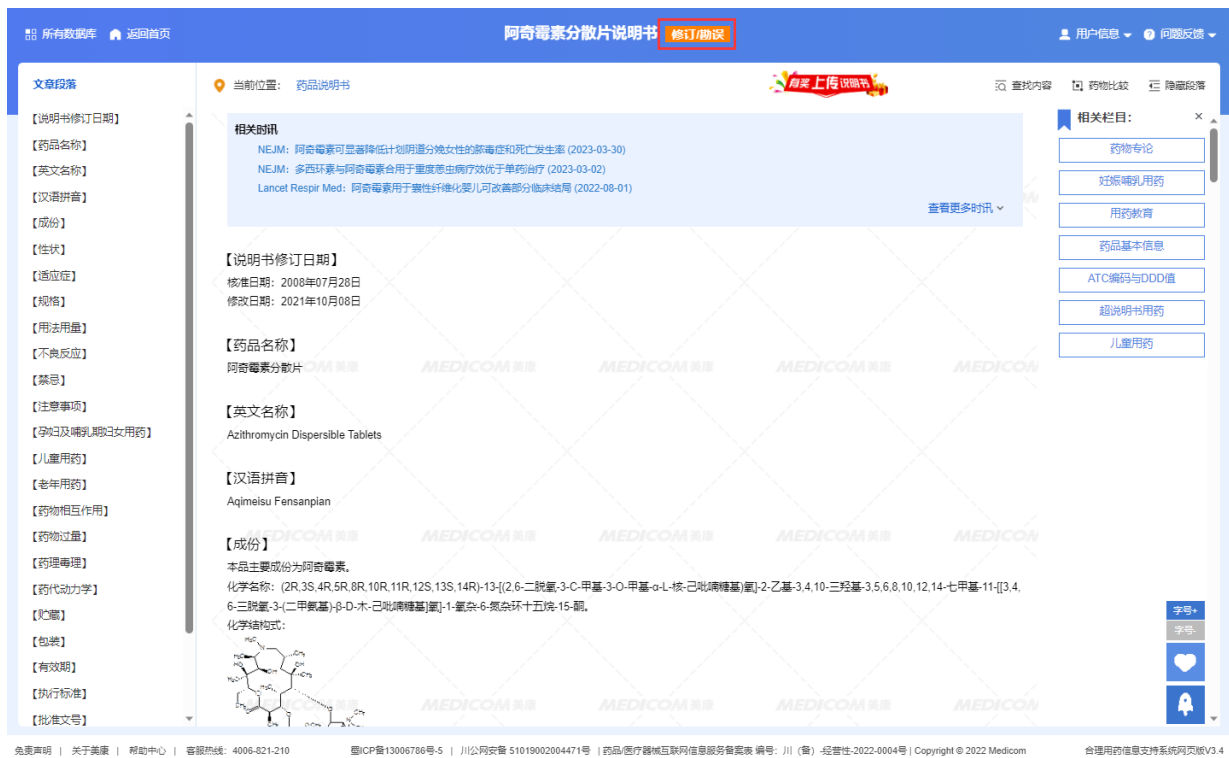 所有数据库 返回首页
阿奇霉素分散片说明书 修订/勘误
用户信息 问题反馈
文章段落
当前位置: 药品说明书
有奖上传说明书
查找内容 药物比较 隐藏段落
【说明书修订日期】
【药品名称】
【英文名称】
【汉语拼音】
【成份】
【性状】
【适应症】
【规格】
【用法用量】
【不良反应】
【禁忌】
【注意事项】
【孕妇及哺乳期妇女用药】
【儿童用药】
【老年用药】
【药物相互作用】
【药物过量】
【药理毒理】
【药代动力学】
【贮藏】
【包装】
【有效期】
【执行标准】
【批准文号】
相关时讯
NEJM: 阿奇霉素可显著降低计划阴道分娩女性的脓毒症和死亡发生率 (2023-03-30)
NEJM: 多西环素与阿奇霉素合用于重度恙虫病疗效优于单药治疗 (2023-03-02)
Lancet Respir Med: 阿奇霉素用于囊性纤维化婴儿可改善部分临床结局 (2022-08-01)
查看更多时讯
【说明书修订日期】
核准日期: 2008年07月28日
修改日期: 2021年10月08日
【药品名称】
阿奇霉素分散片
【英文名称】
Azithromycin Dispersible Tablets
【汉语拼音】
Aqimeisu Fensanpian
【成份】
本品主要成份为阿奇霉素。
化学名称: (2R,3S,4R,5R,8R,10R,11R,12S,13S,14R)-13-[(2,6-二脱氧-3-C-甲基-3-O-甲基-α-L-核-己吡喃糖基)氧]-2-乙基-3,4,10-三羟基-3,5,6,8,10,12,14-七甲基-11-[[3,4,
6-三脱氧-3-(二甲氨基)-β-D-木-己吡喃糖基]氧]-1-氧杂-6-氮杂环十五烷-15-酮。
化学结构式:
MEDICOM美康
相关栏目: ×
药物专论
妊娠哺乳用药
用药教育
药品基本信息
ATC编码与DDD值
超说明书用药
儿童用药
字号+
字号-
免责声明 | 关于美康 | 帮助中心 | 客服热线: 4006-821-210
蜀ICP备13006786号-5 | 川公网安备 51019002004471号 | 药品/医疗器械互联网信息服务备案表 编号: 川（备）-经营性-2022-0004号 | Copyright © 2022 Medicom
合理用药信息支持系统网页版V3.4